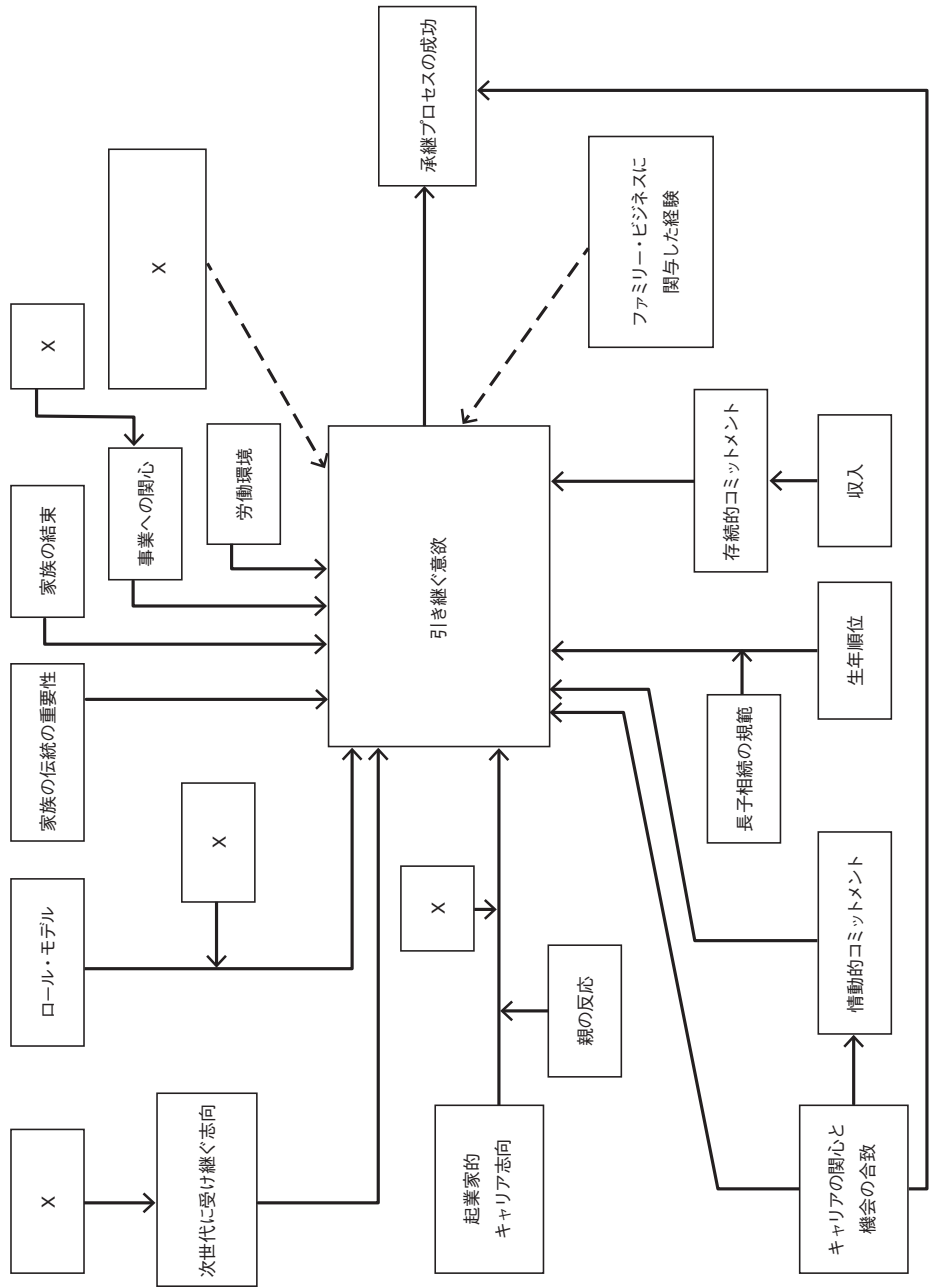 X
次世代に受け継ぐ志向
ロール・モデル
X
家族の伝統の重要性
家族の結束
X
事業への関心
労働環境
X
起業家的
キャリア志向
X
親の反応
引き継ぐ意欲
承継プロセスの成功
キャリアの関心と
機会の合致
情動的コミットメント
長子相続の規範
生年順位
存続的コミットメント
収入
ファミリー・ビジネスに
関与した経験